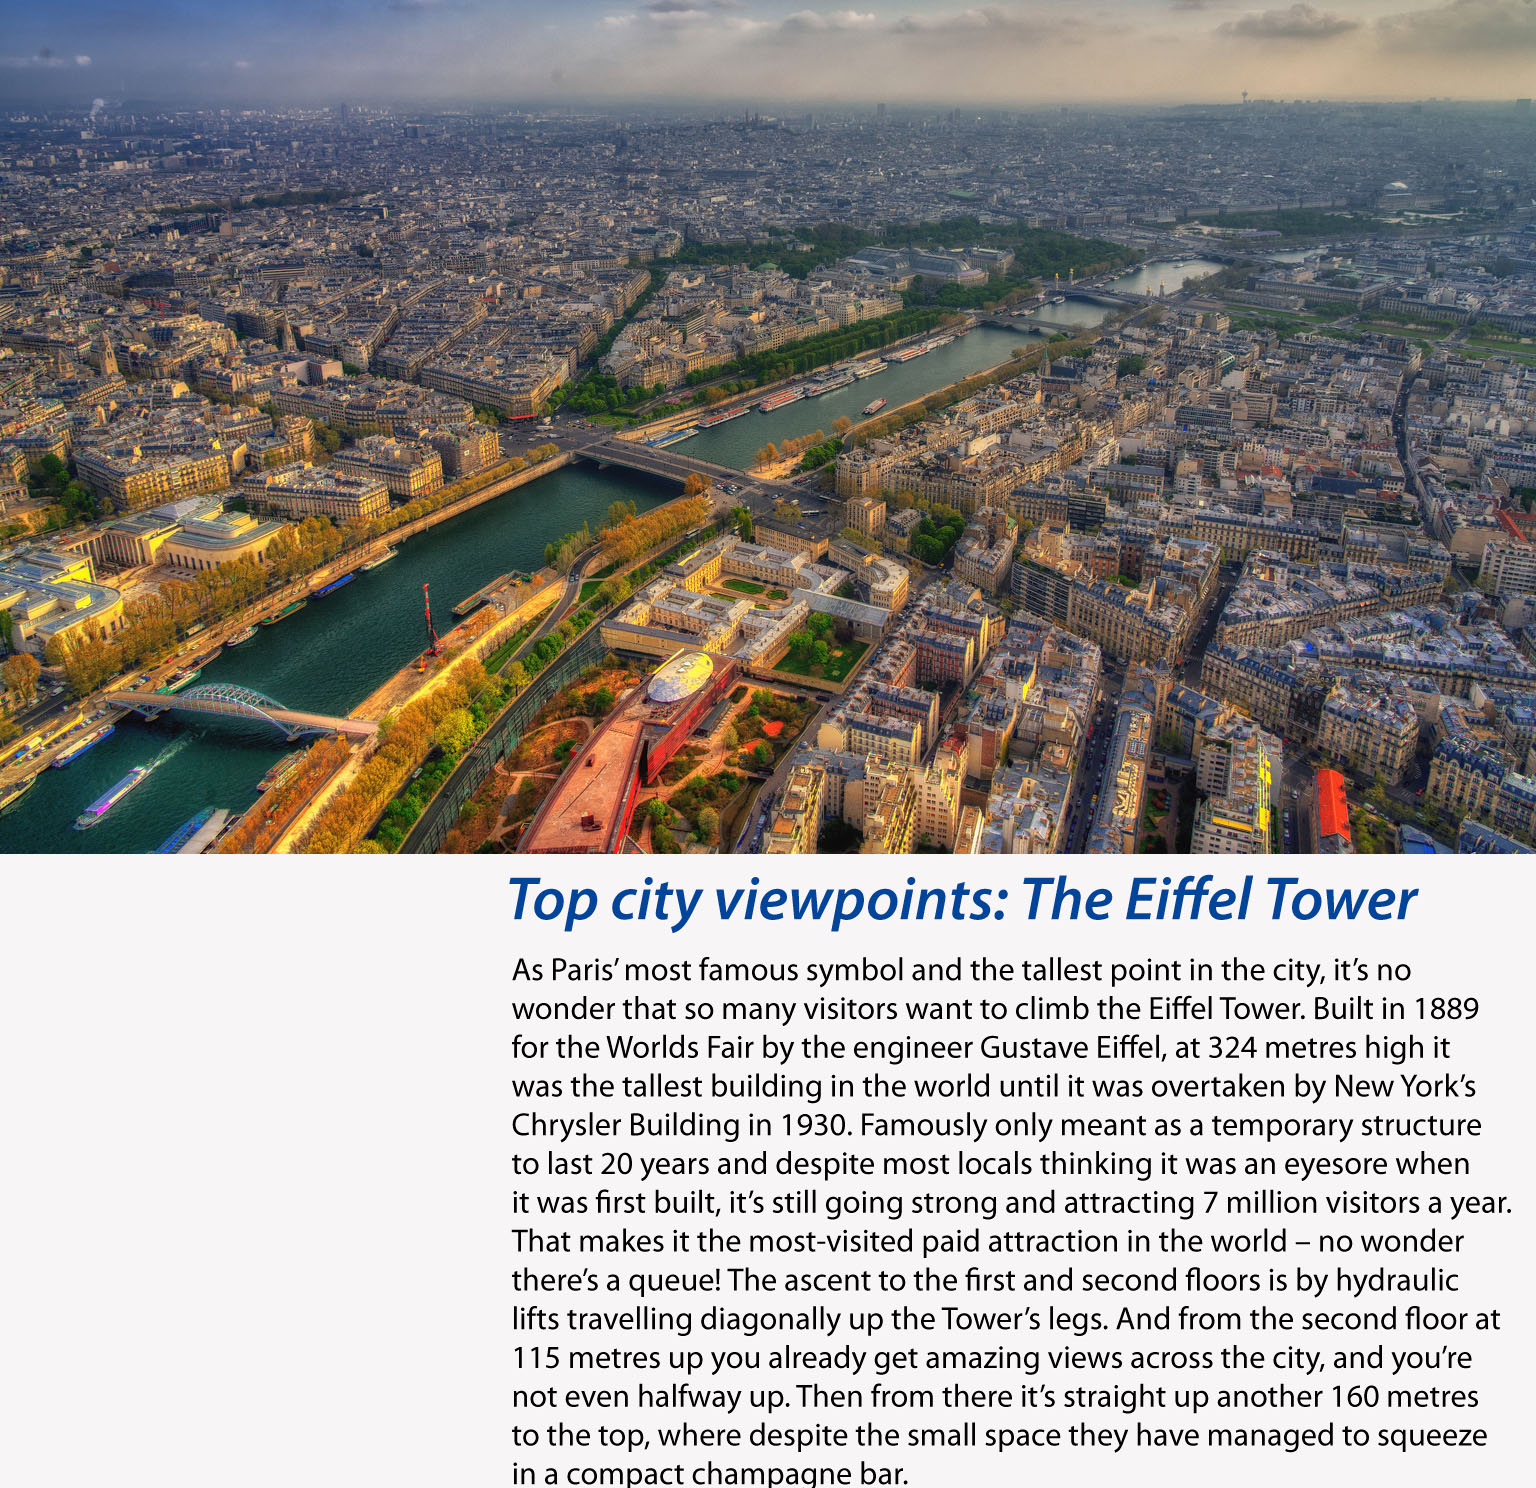 Top city viewpoints: The Eiffel Tower
As Paris’ most famous symbol and the tallest point in the city, it’s no
wonder that so many visitors want to climb the Eiffel Tower. Built in 1889
for the Worlds Fair by the engineer Gustave Eiffel, at 324 metres high it
was the tallest building in the world until it was overtaken by New York’s
Chrysler Building in 1930. Famously only meant as a temporary structure
to last 20 years and despite most locals thinking it was an eyesore when
it was first built, it’s still going strong and attracting 7 million visitors a year.
That makes it the most-visited paid attraction in the world – no wonder
there’s a queue! The ascent to the first and second floors is by hydraulic
lifts travelling diagonally up the Tower’s legs. And from the second floor at
115 metres up you already get amazing views across the city, and you’re
not even halfway up. Then from there it’s straight up another 160 metres
to the top, where despite the small space they have managed to squeeze
in a compact champagne bar.